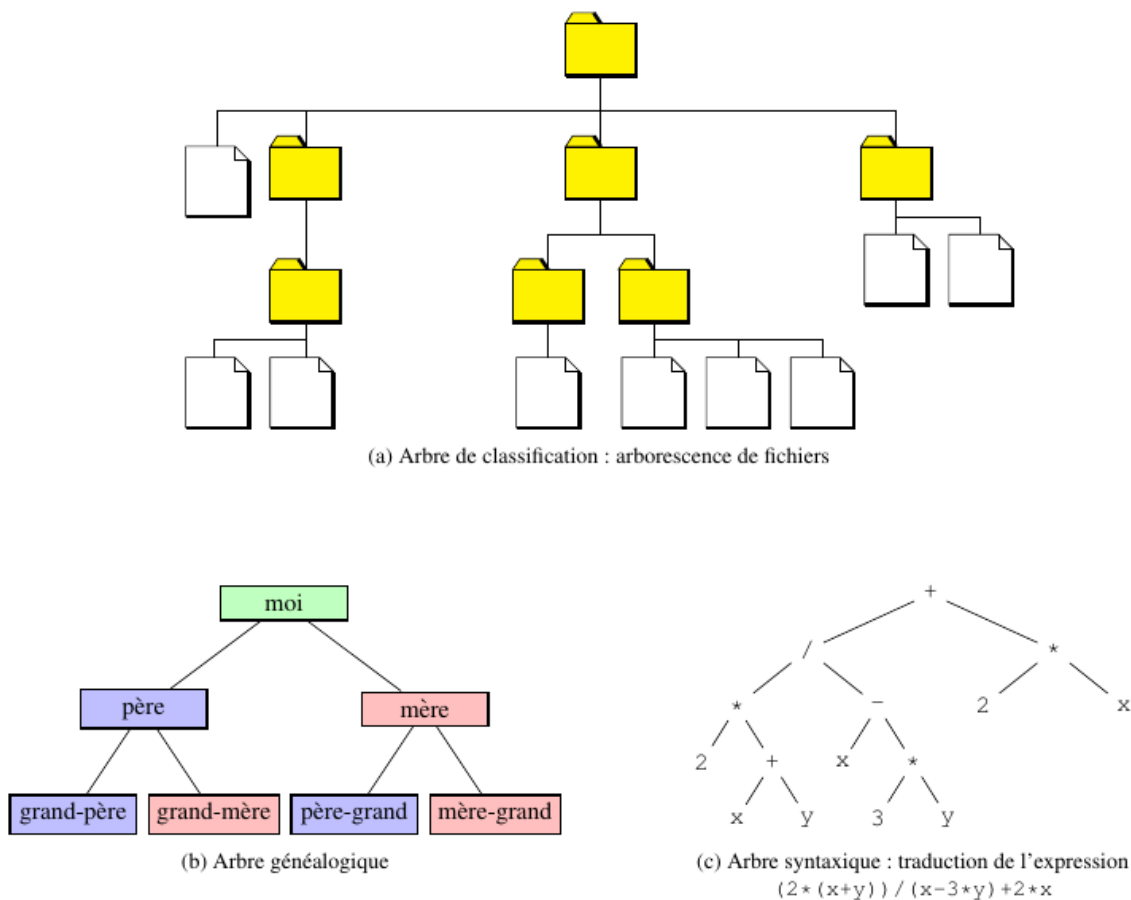 (a) Arbre de classification : arborescence de fichiers
moi
père mère
grand-père grand-mère père-grand mère-grand
(b) Arbre généalogique
+
/ *
* - 2 x
2 + x *
x y 3 y
(c) Arbre syntaxique : traduction de l'expression
(2*(x+y))/(x-3*y)+2*x